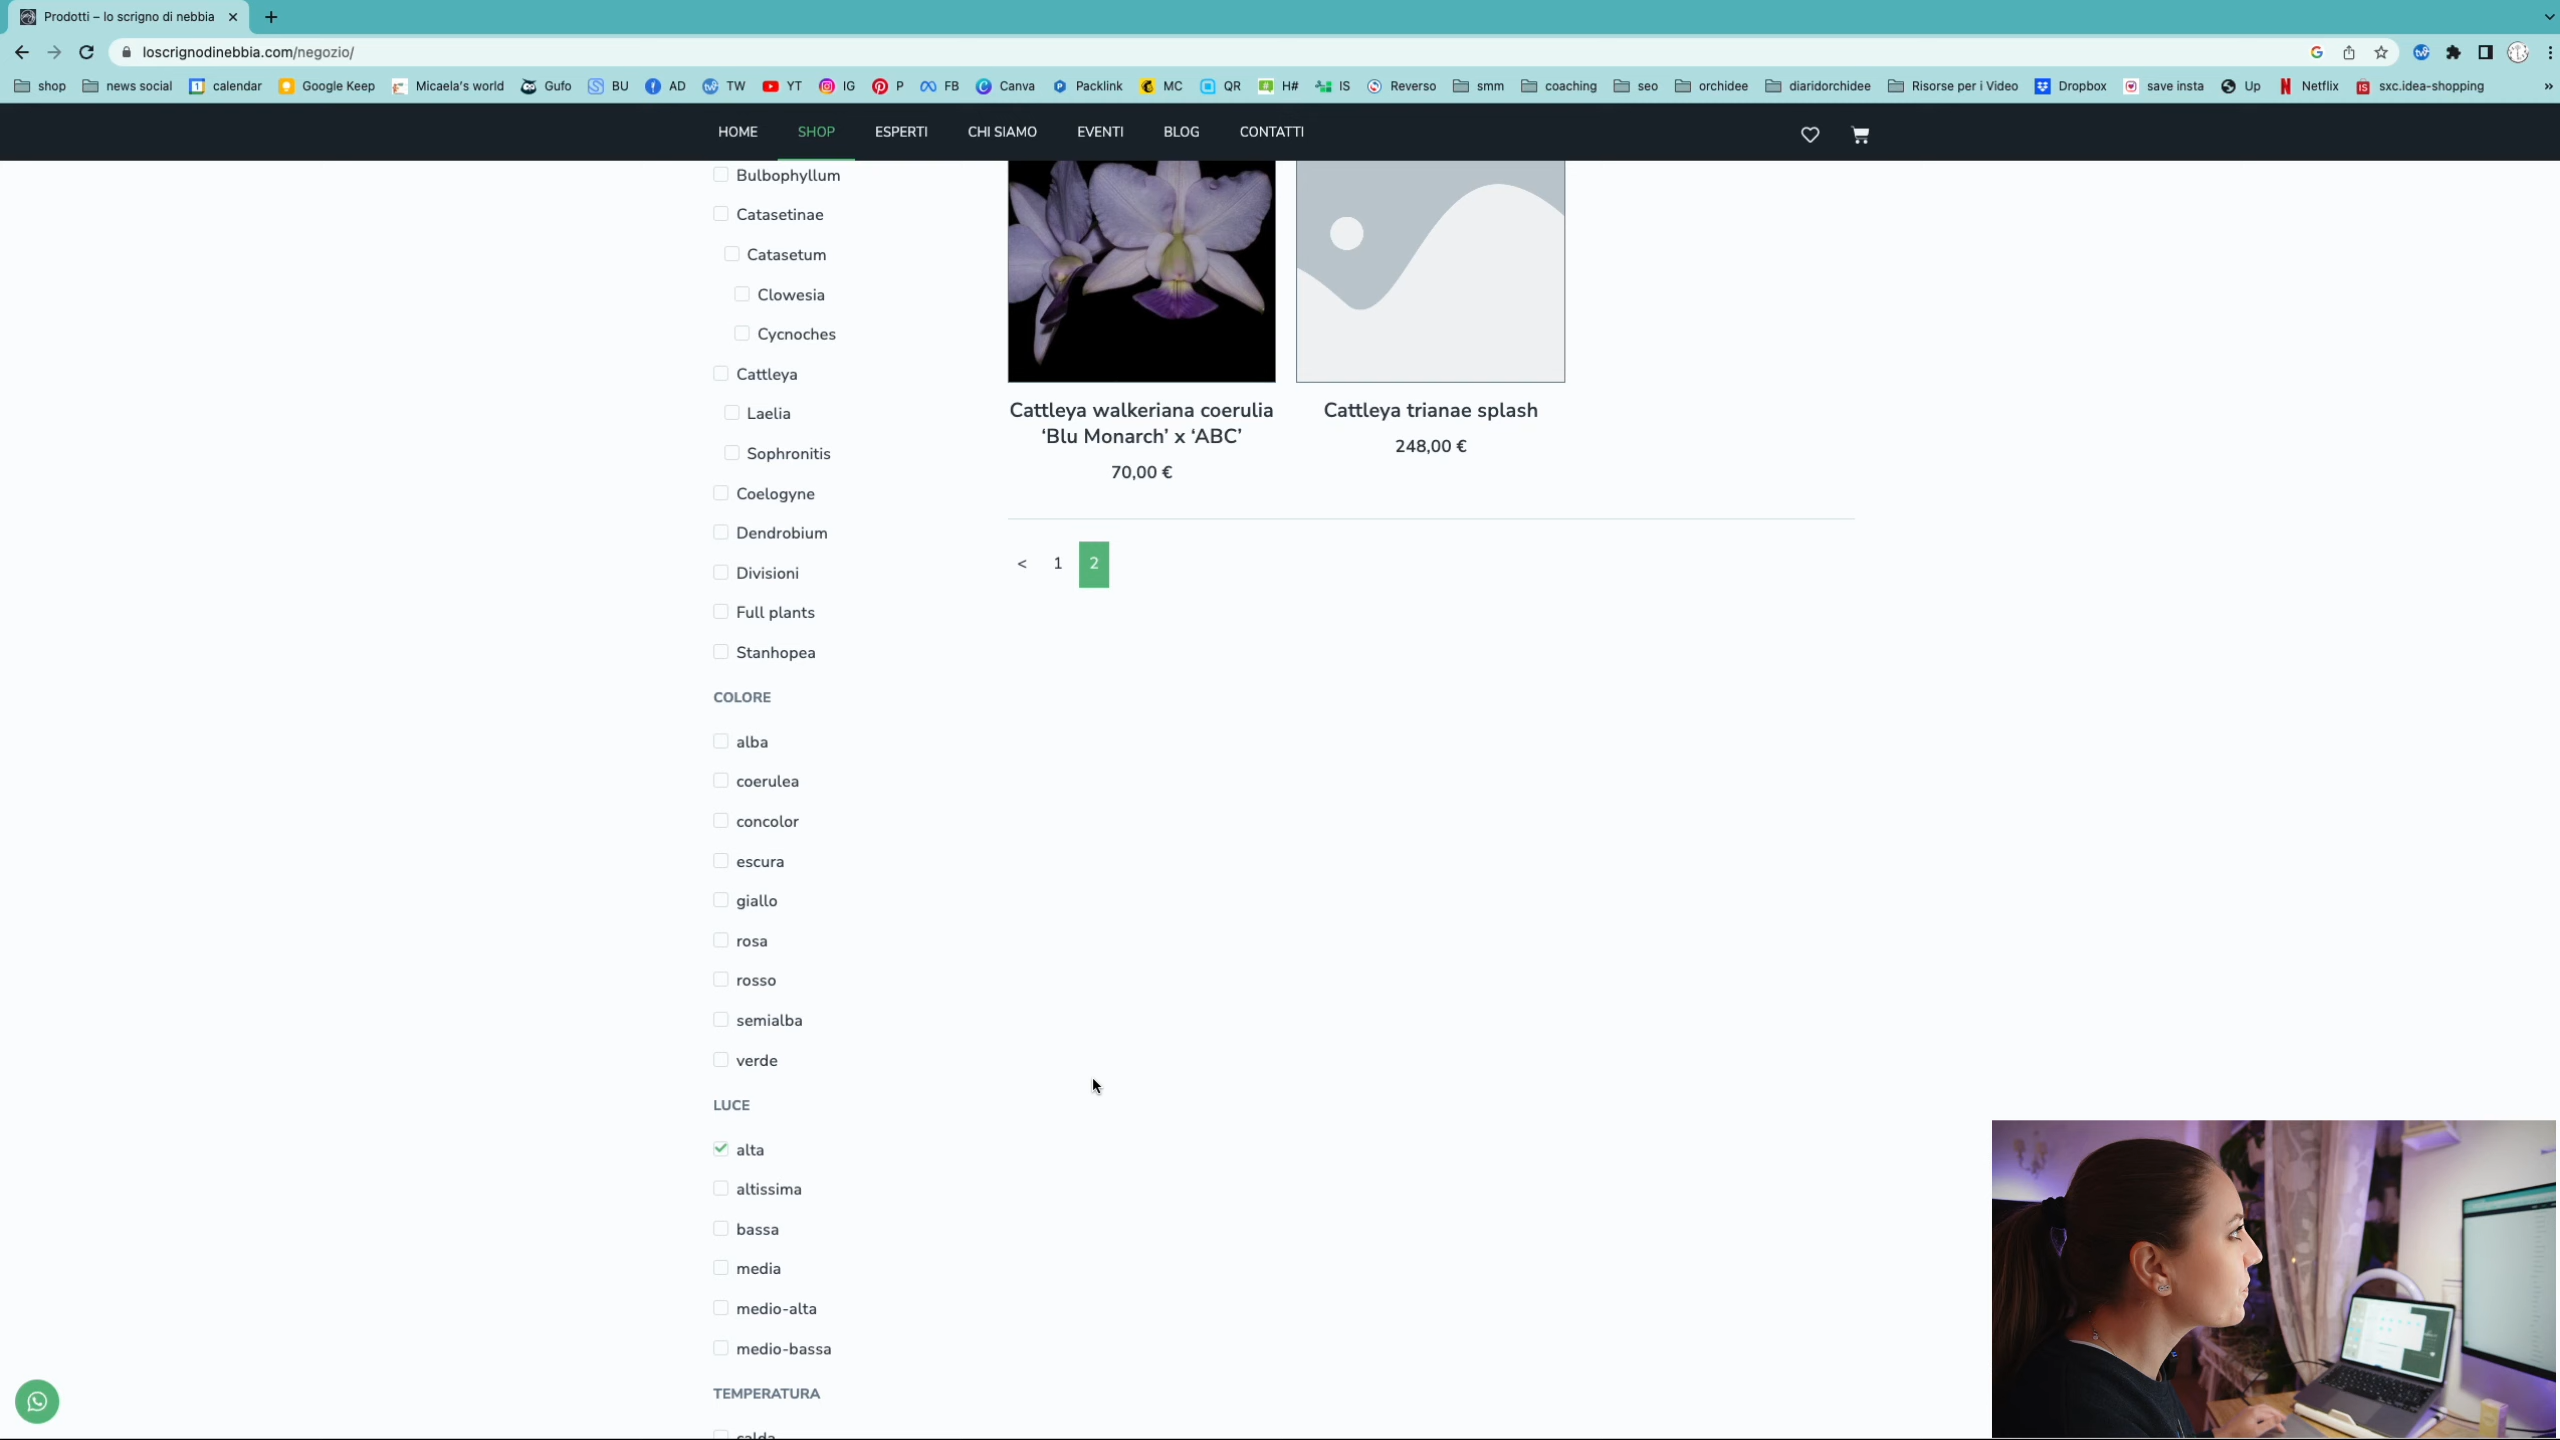 Prodotti – lo scrigno di nebbia
loscrignodinebbia.com/negozio/
shop news social calendar Google Keep Micaela's world Gufo BU AD TW YT IG P FB Canva Packlink MC QR H# IS Reverso smm coaching seo orchidee diaridorchidee Risorse per i Video Dropbox save insta Up Netflix sxc.idea-shopping »
HOME SHOP ESPERTI CHI SIAMO EVENTI BLOG CONTATTI
Bulbophyllum
Catasetinae
Catasetum
Clowesia
Cycnoches
Cattleya
Laelia
Sophronitis
Coelogyne
Dendrobium
Divisioni
Full plants
Stanhopea
COLORE
alba
coerulea
concolor
escura
giallo
rosa
rosso
semialba
verde
LUCE
alta
altissima
bassa
media
medio-alta
medio-bassa
TEMPERATURA
calda
Cattleya walkeriana coerulia
‘Blu Monarch’ x ‘ABC’
70,00 €
Cattleya trianae splash
248,00 €
< 1 2